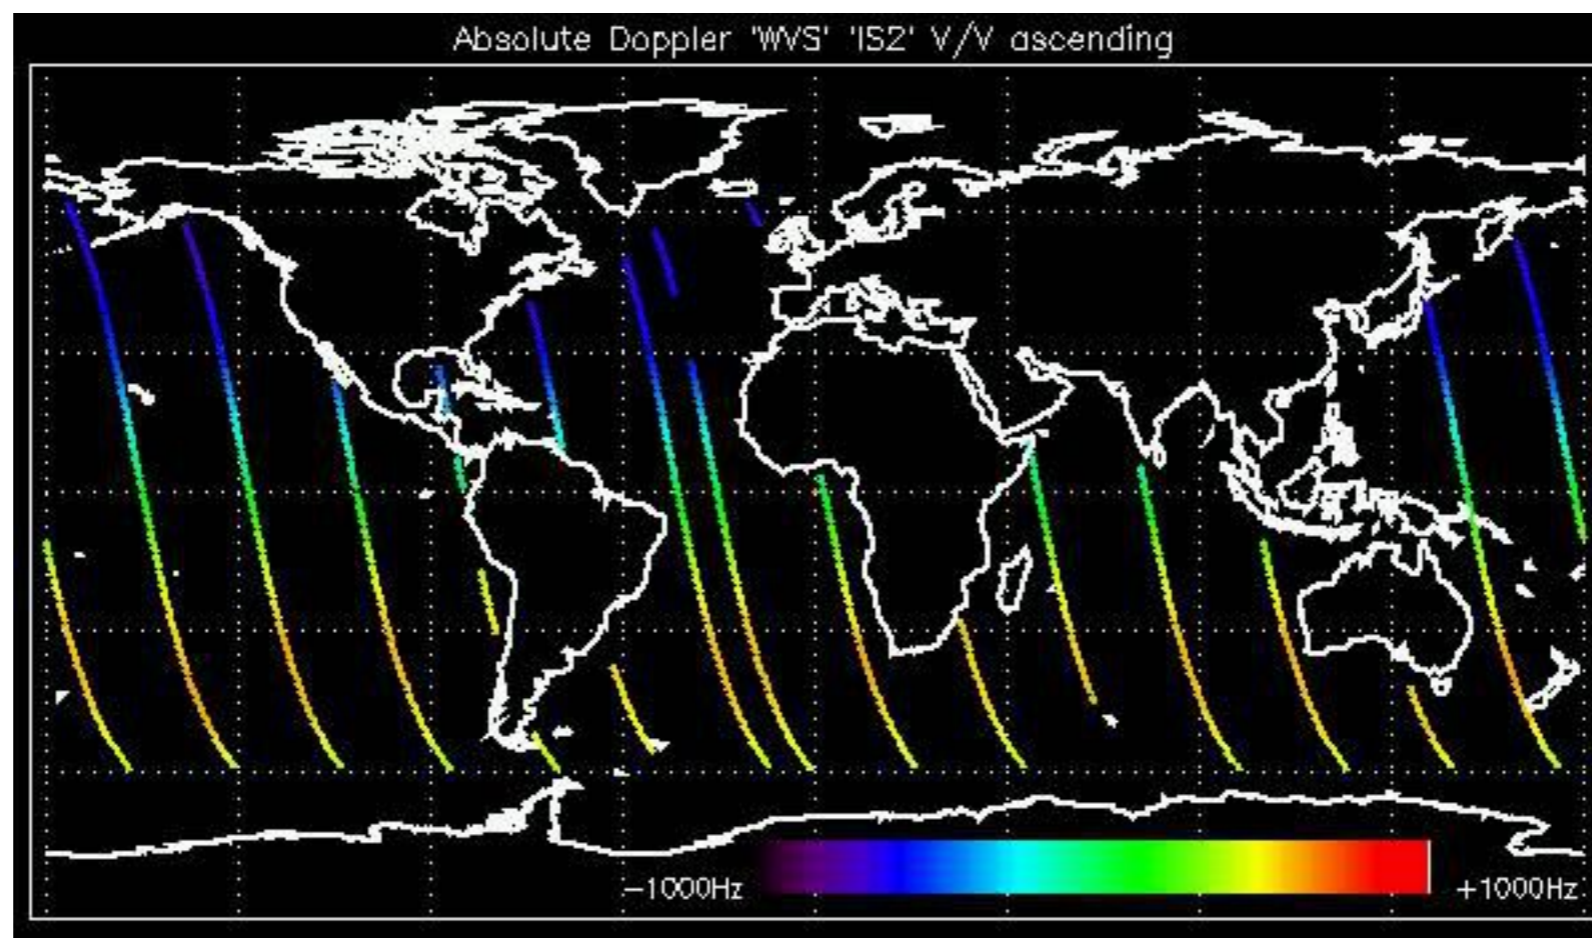 Absolute Doppler 'WVS' 'IS2' V/V ascending
−1000Hz +1000Hz